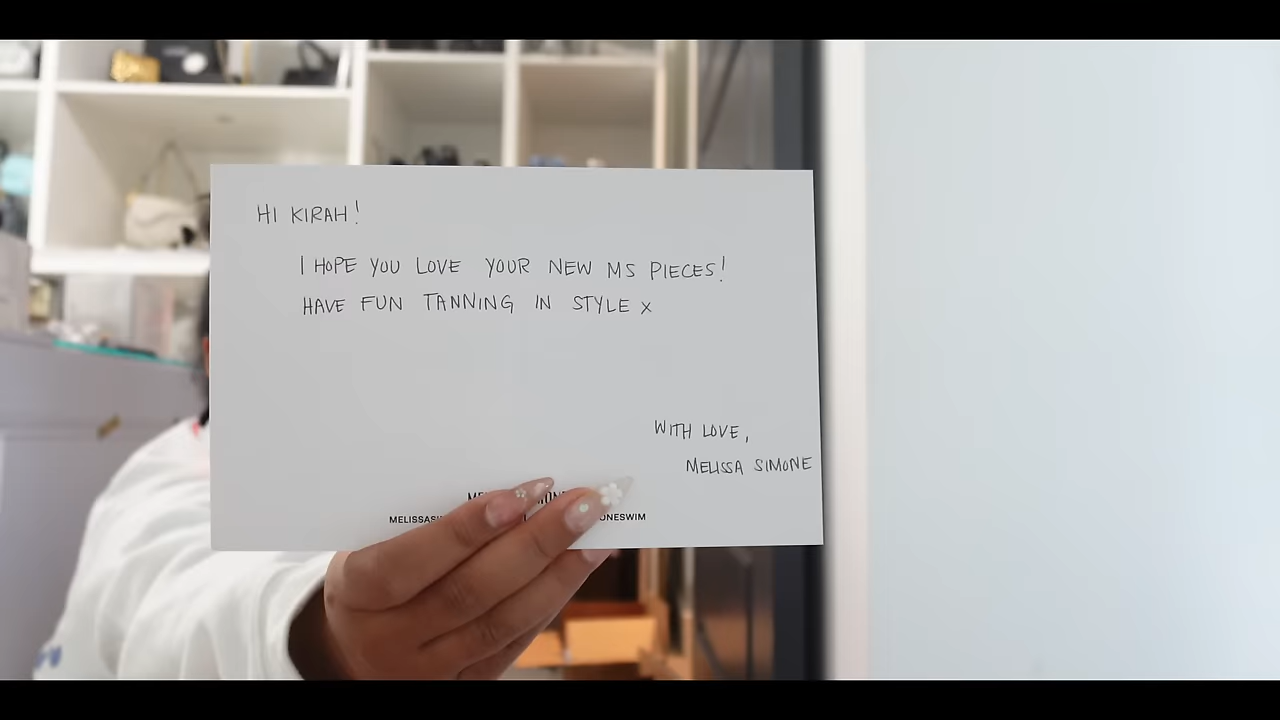 HI KIRAH!
I HOPE YOU LOVE YOUR NEW MS PIECES!
HAVE FUN TANNING IN STYLE x
WITH LOVE,
MELISSA SIMONE